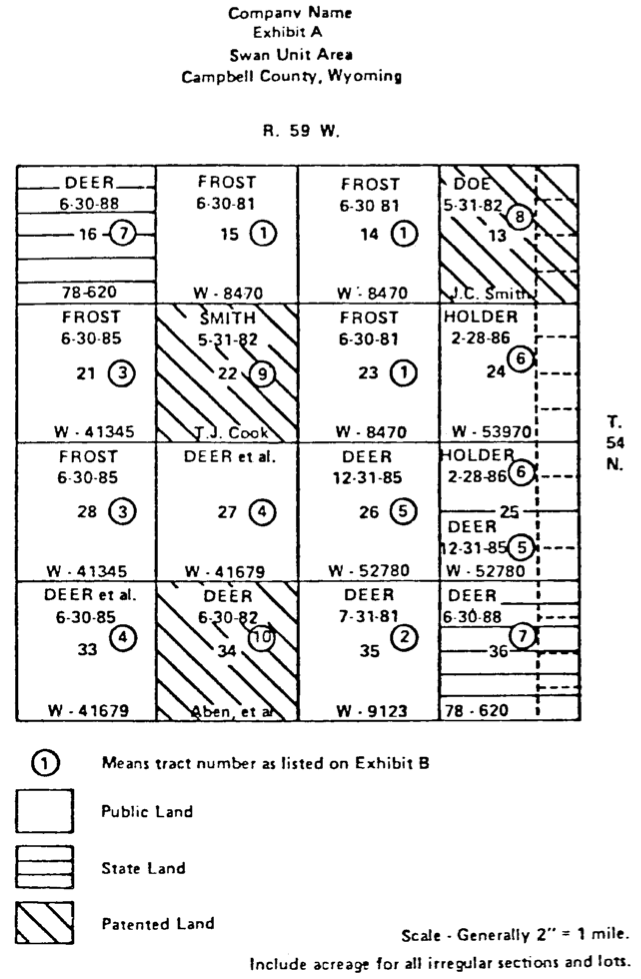 Company Name
Exhibit A
Swan Unit Area
Campbell County, Wyoming
R. 59 W.
DEER
6-30-88
16 7
78-620
FROST
6-30-81
15 1
W - 8470
FROST
6-30 81
14 1
W - 8470
DOE
5-31-82
8
13
J.C. Smith
FROST
6-30-85
21 3
W - 41345
SMITH
5-31-82
22 9
T.J. Cook
FROST
6-30-81
23 1
W - 8470
HOLDER
2-28-86
6
24
W - 53970
T.
54
N.
FROST
6-30-85
28 3
W - 41345
DEER et al.
27 4
W - 41679
DEER
12-31-85
26 5
W - 52780
HOLDER
2-28-86 6
25
DEER
12-31-85 5
W - 52780
DEER et al.
6-30-85
33 4
W - 41679
DEER
6-30-82
34 10
Aben, et al
DEER
7-31-81
35 2
W - 9123
DEER
6-30-88
36 7
78 - 620
1 Means tract number as listed on Exhibit B
Public Land
State Land
Patented Land
Scale - Generally 2" = 1 mile.
Include acreage for all irregular sections and lots.